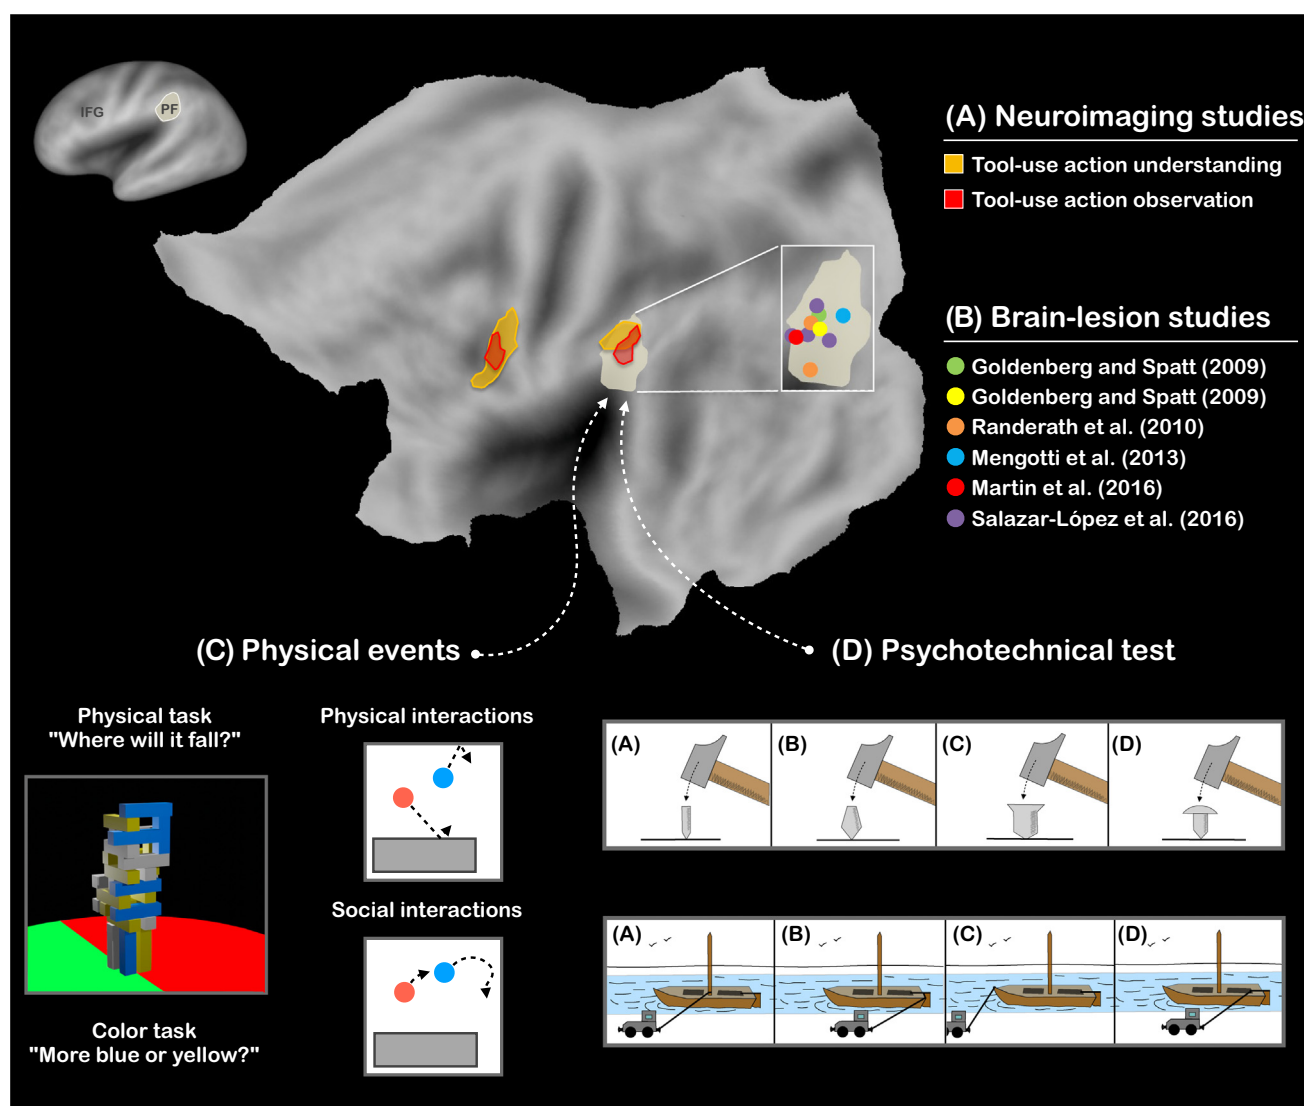 IFG
PF
(A) Neuroimaging studies
Tool-use action understanding
Tool-use action observation
(B) Brain-lesion studies
Goldenberg and Spatt (2009)
Goldenberg and Spatt (2009)
Randerath et al. (2010)
Mengotti et al. (2013)
Martin et al. (2016)
Salazar-López et al. (2016)
(C) Physical events
(D) Psychotechnical test
Physical task
"Where will it fall?"
Color task
"More blue or yellow?"
Physical interactions
Social interactions
(A)
(B)
(C)
(D)
(A)
(B)
(C)
(D)